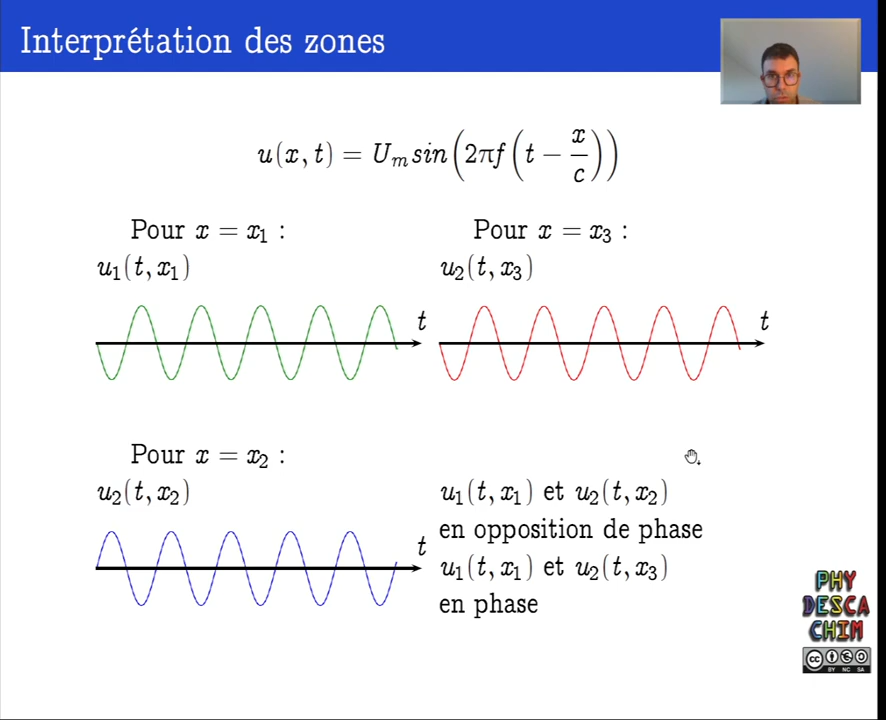 Interprétation des zones
u(x, t) = U_m sin(2πf(t − x/c))
Pour x = x₁ :
u₁(t, x₁)
t
Pour x = x₃ :
u₂(t, x₃)
t
Pour x = x₂ :
u₂(t, x₂)
t
u₁(t, x₁) et u₂(t, x₂)
en opposition de phase
u₁(t, x₁) et u₂(t, x₃)
en phase
PHY
DESCA
CHIM
cc
BY NC SA